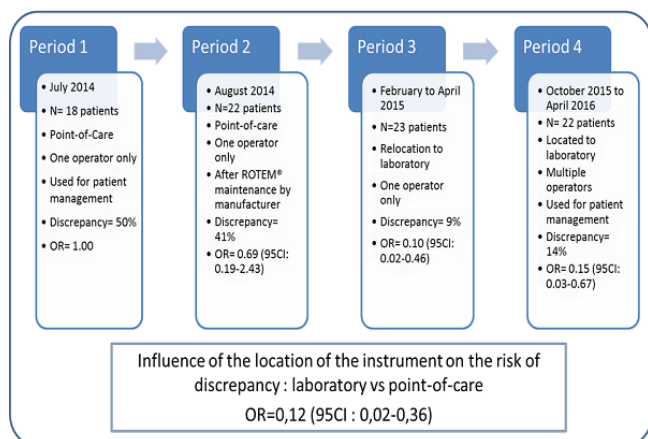 Period 1
• July 2014
• N= 18 patients
• Point-of-Care
• One operator only
• Used for patient
management
• Discrepancy= 50%
• OR= 1.00
Period 2
• August 2014
• N=22 patients
• Point-of-care
• One operator
only
• After ROTEM®
maintenance by
manufacturer
• Discrepancy=
41%
• OR= 0.69 (95CI:
0.19-2.43)
Period 3
• February to April
2015
• N=23 patients
• Relocation to
laboratory
• One operator
only
• Discrepancy= 9%
• OR= 0.10 (95CI:
0.02-0.46)
Period 4
• October 2015 to
April 2016
• N= 22 patients
• Located to
laboratory
• Multiple
operators
• Used for patient
management
• Discrepancy=
14%
• OR= 0.15 (95CI:
0.03-0.67)
Influence of the location of the instrument on the risk of
discrepancy : laboratory vs point-of-care
OR=0,12 (95CI : 0,02-0,36)